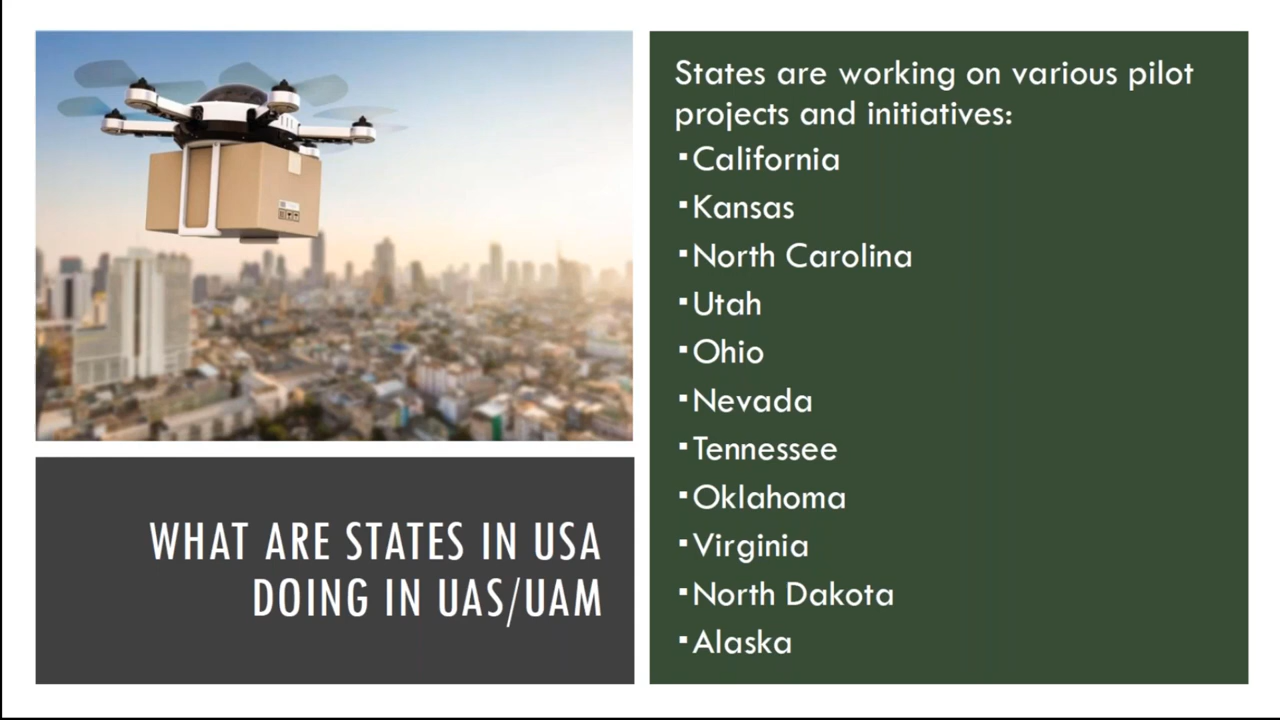 States are working on various pilot
projects and initiatives:
▪California
▪Kansas
▪North Carolina
▪Utah
▪Ohio
▪Nevada
▪Tennessee
▪Oklahoma
▪Virginia
▪North Dakota
▪Alaska
WHAT ARE STATES IN USA
DOING IN UAS/UAM